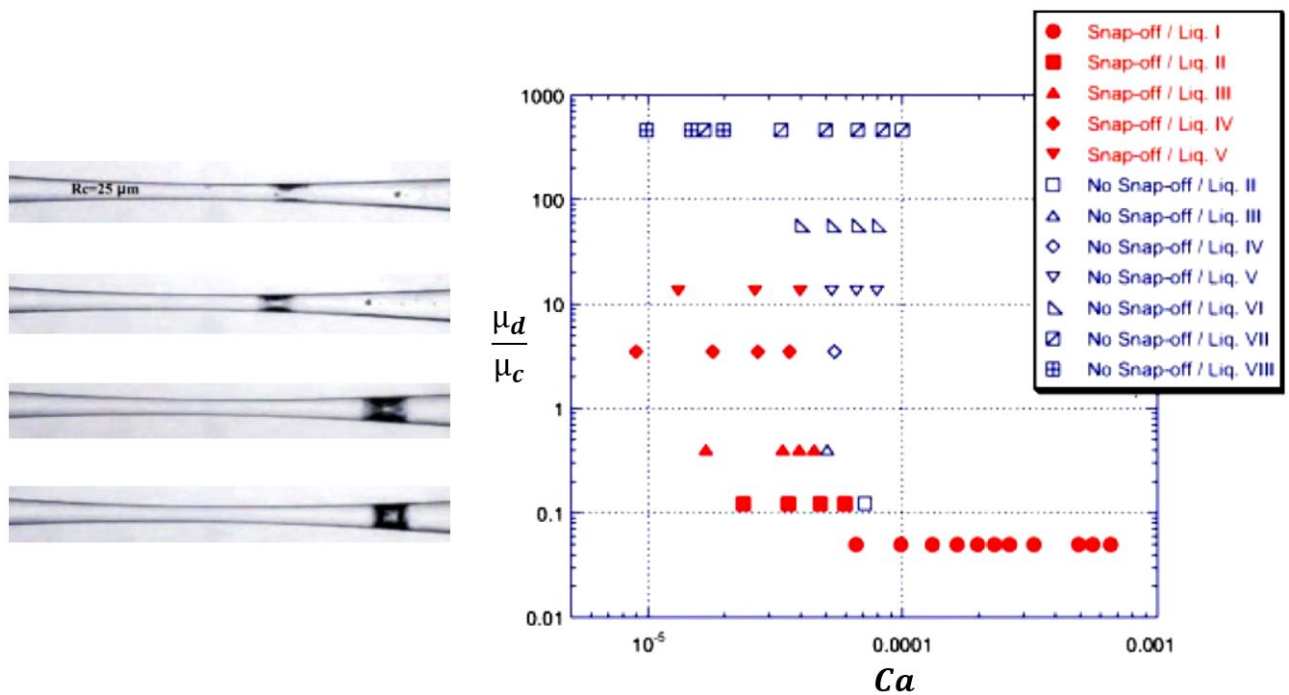 Rc=25 μm
Snap-off / Liq. I
Snap-off / Liq. II
Snap-off / Liq. III
Snap-off / Liq. IV
Snap-off / Liq. V
No Snap-off / Liq. II
No Snap-off / Liq. III
No Snap-off / Liq. IV
No Snap-off / Liq. V
No Snap-off / Liq. VI
No Snap-off / Liq. VII
No Snap-off / Liq. VIII
1000
100
10
1
0.1
0.01
μd
μc
10-5
0.0001
0.001
Ca